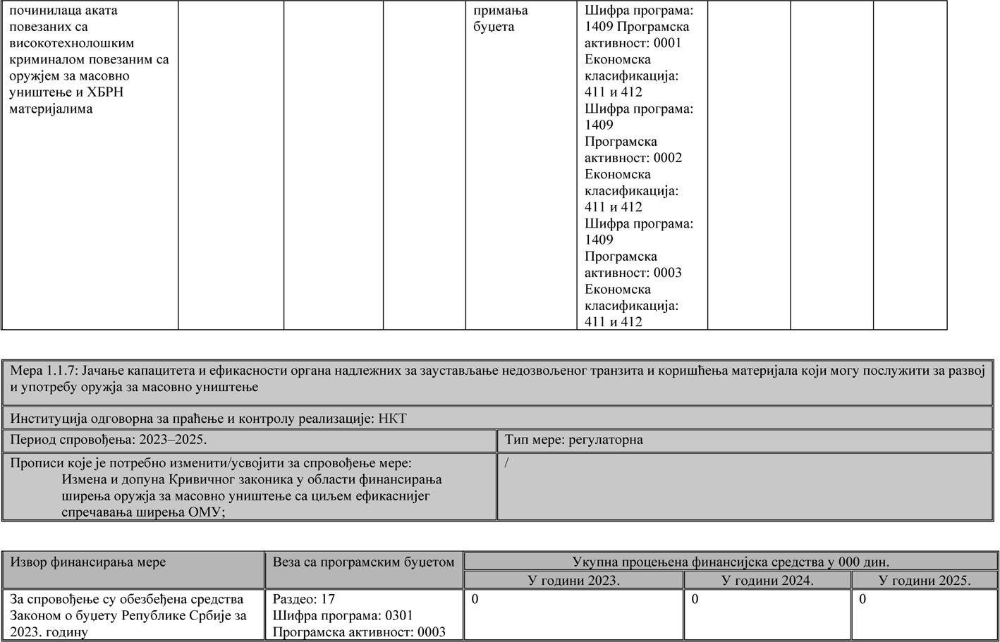 починилаца аката
повезаних са
високотехнолошким
криминалом повезаним са
оружјем за масовно
уништење и ХБРН
материјалима
примања
буџета
Шифра програма:
1409 Програмска
активност: 0001
Економска
класификација:
411 и 412
Шифра програма:
1409
Програмска
активност: 0002
Економска
класификација:
411 и 412
Шифра програма:
1409
Програмска
активност: 0003
Економска
класификација:
411 и 412
Мера 1.1.7: Јачање капацитета и ефикасности органа надлежних за заустављање недозвољеног транзита и коришћења материјала који могу послужити за развој
и употребу оружја за масовно уништење
Институција одговорна за праћење и контролу реализације: НКТ
Период спровођења: 2023–2025.
Тип мере: регулаторна
Прописи које је потребно изменити/усвојити за спровођење мере:
Измена и допуна Кривичног законика у области финансирања
ширења оружја за масовно уништење са циљем ефикаснијег
спречавања ширења ОМУ;
/
Извор финансирања мере
Веза са програмским буџетом
Укупна процењена финансијска средства у 000 дин.
У години 2023.
У години 2024.
У години 2025.
За спровођење су обезбеђена средства
Законом о буџету Републике Србије за
2023. годину
Раздео: 17
Шифра програма: 0301
Програмска активност: 0003
0
0
0